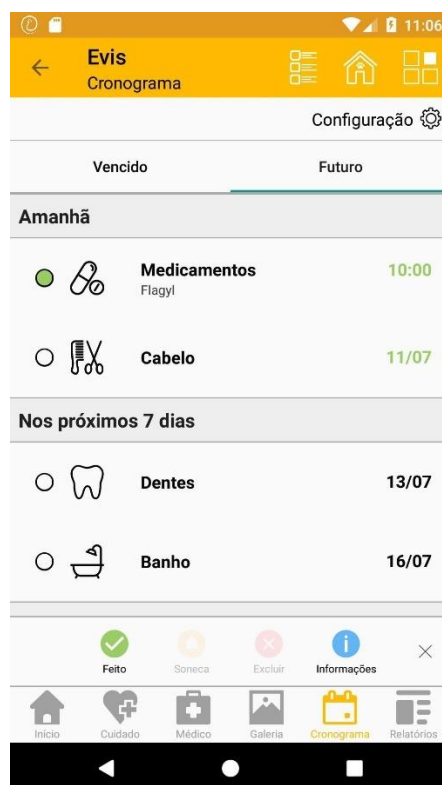 11:06
Evis
Cronograma
Configuração
Vencido
Futuro
Amanhã
Medicamentos
10:00
Flagyl
Cabelo
11/07
Nos próximos 7 dias
Dentes
13/07
Banho
16/07
Feito
Soneca
Excluir
Informações
Início
Cuidado
Médico
Galeria
Cronograma
Relatórios